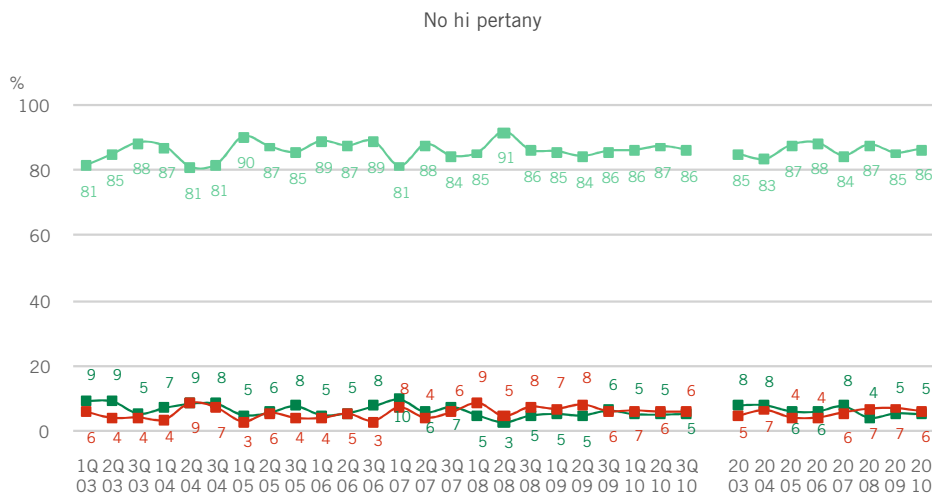 No hi pertany
%
100
81 85 88 87 81 81 90 87 85 89 87 89 81 88 84 85 91 86 85 84 86 86 87 86 85 83 87 88 84 87 85 86
80
60
40
20
9 9 5 7 9 8 5 6 8 5 5 8 8 4 6 9 5 8 7 8 6 5 5 6 8 8 4 4 8 4 5 5
0
6 4 4 4 9 7 3 6 4 4 5 3 10 6 7 5 3 5 5 5 6 7 6 5 5 7 6 6 6 7 7 6
1Q 2Q 3Q 1Q 2Q 3Q 1Q 2Q 3Q 1Q 2Q 3Q 1Q 2Q 3Q 1Q 2Q 3Q 1Q 2Q 3Q 1Q 2Q 3Q 20 20 20 20 20 20 20 20
03 03 03 04 04 04 05 05 05 06 06 06 07 07 07 08 08 08 09 09 09 10 10 10 03 04 05 06 07 08 09 10